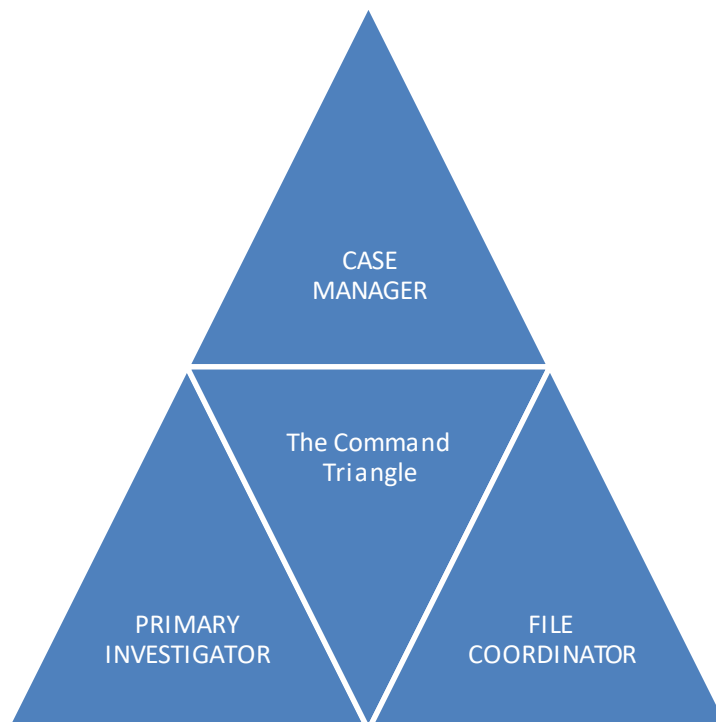 CASE
MANAGER
The Command
Triangle
PRIMARY
INVESTIGATOR
FILE
COORDINATOR